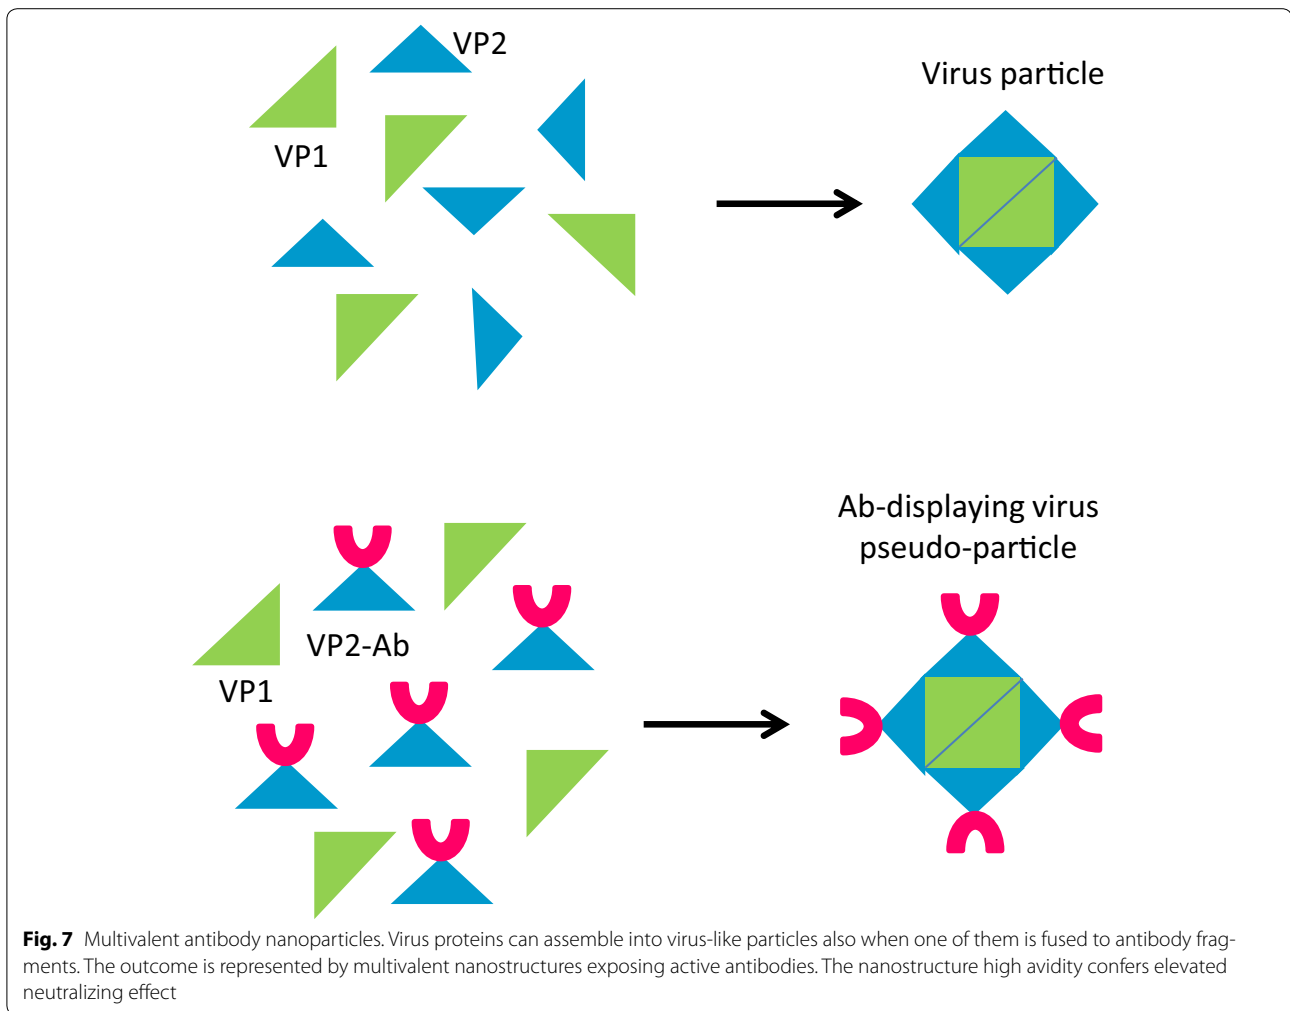 VP2
Virus particle
VP1
Ab-displaying virus
pseudo-particle
VP2-Ab
VP1
Fig. 7 Multivalent antibody nanoparticles. Virus proteins can assemble into virus-like particles also when one of them is fused to antibody frag-
ments. The outcome is represented by multivalent nanostructures exposing active antibodies. The nanostructure high avidity confers elevated
neutralizing effect